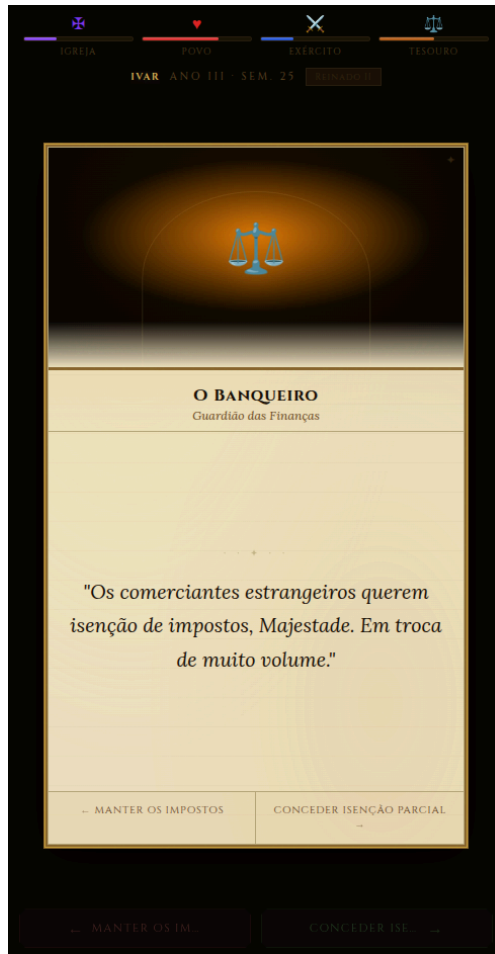 IGREJA POVO EXÉRCITO TESOURO
IVAR ANO III · SEM. 25 REINADO II
O BANQUEIRO
Guardião das Finanças
"Os comerciantes estrangeiros querem
isenção de impostos, Majestade. Em troca
de muito volume."
← MANTER OS IMPOSTOS CONCEDER ISENÇÃO PARCIAL
→
← MANTER OS IM... CONCEDER ISE... →